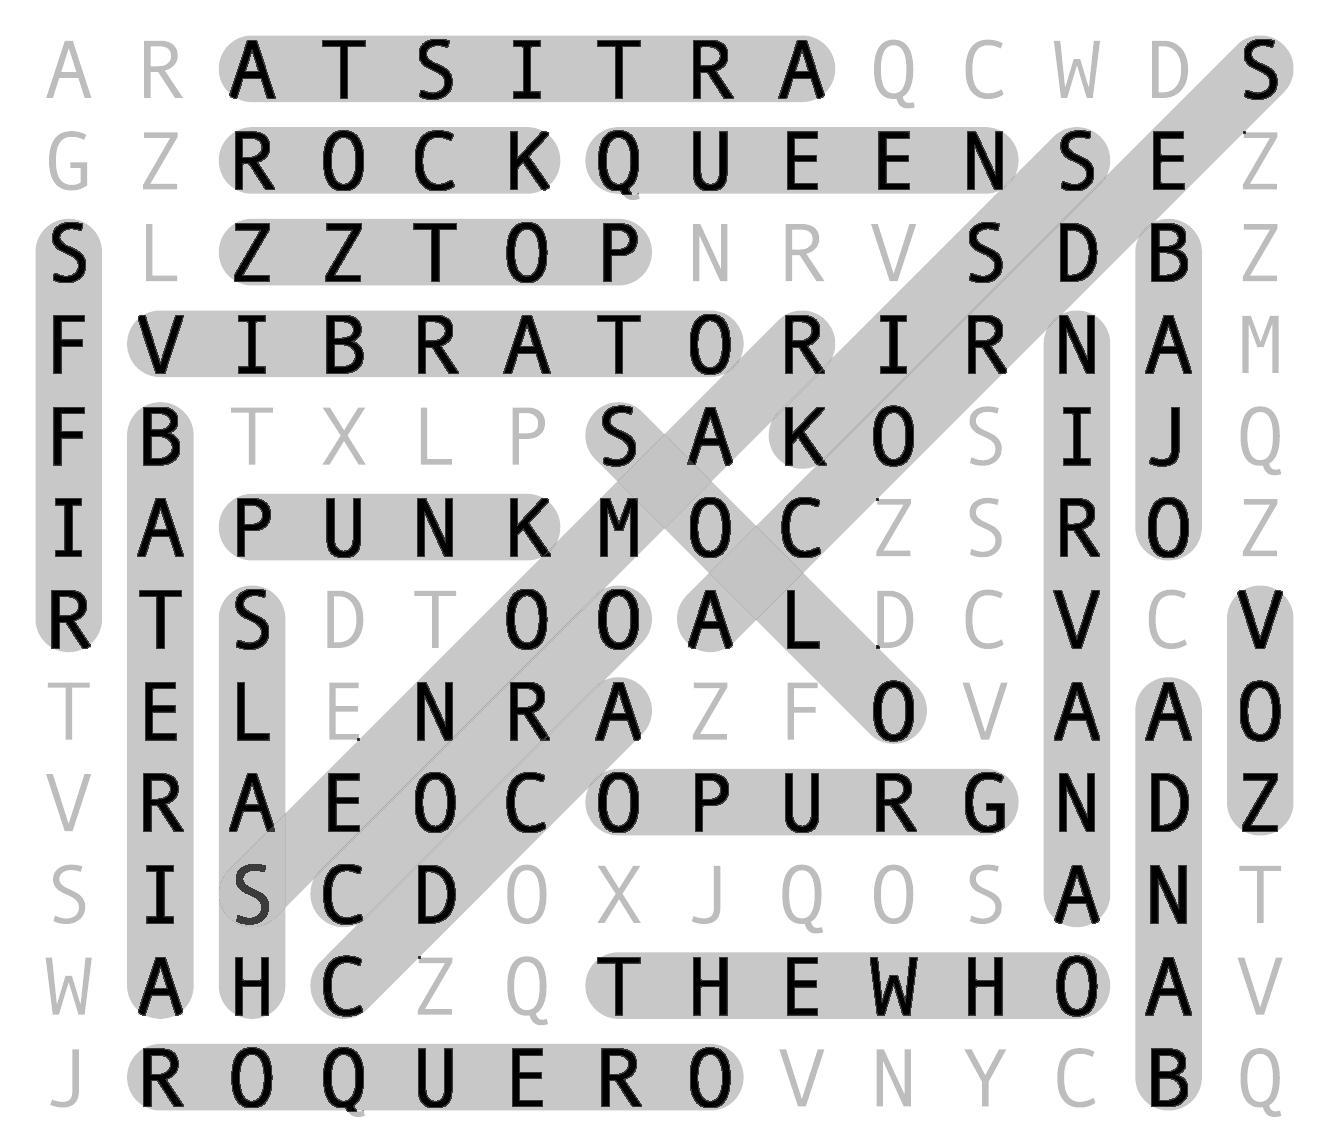 A R A T S I T R A Q C W D S
G Z R O C K Q U E E N S E Z
S L Z Z T O P N R V S D B Z
F V I B R A T O R I R N A M
F B T X L P S A K O S I J Q
I A P U N K M O C Z S R O Z
R T S D T O O A L D C V C V
T E L E N R A Z F O V A A O
V R A E O C O P U R G N D Z
S I S C D O X J Q O S A N T
W A H C Z Q T H E W H O A V
J R O Q U E R O V N Y C B Q